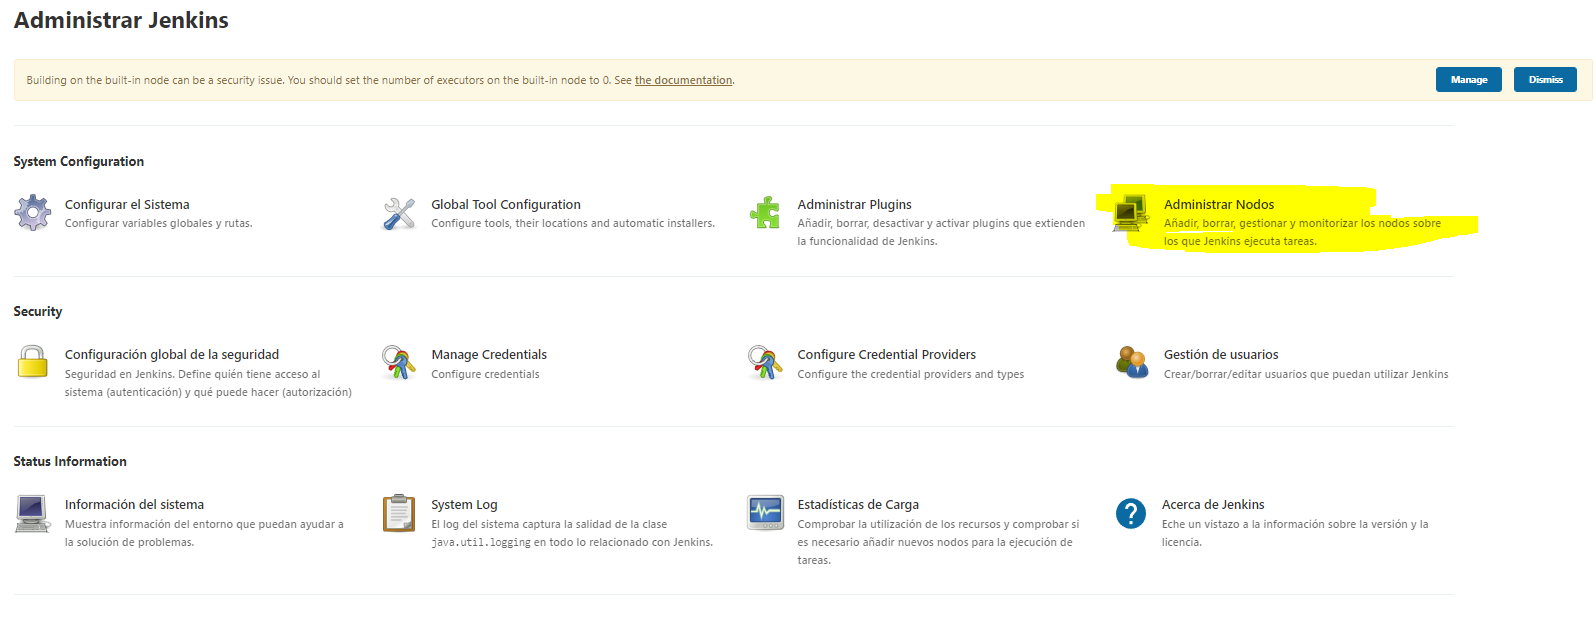 Administrar Jenkins
Building on the built-in node can be a security issue. You should set the number of executors on the built-in node to 0. See the documentation.
Manage
Dismiss
System Configuration
Configurar el Sistema
Configurar variables globales y rutas.
Global Tool Configuration
Configure tools, their locations and automatic installers.
Administrar Plugins
Añadir, borrar, desactivar y activar plugins que extienden
la funcionalidad de Jenkins.
Administrar Nodos
Añadir, borrar, gestionar y monitorizar los nodos sobre
los que Jenkins ejecuta tareas.
Security
Configuración global de la seguridad
Seguridad en Jenkins. Define quién tiene acceso al
sistema (autenticación) y qué puede hacer (autorización)
Manage Credentials
Configure credentials
Configure Credential Providers
Configure the credential providers and types
Gestión de usuarios
Crear/borrar/editar usuarios que puedan utilizar Jenkins
Status Information
Información del sistema
Muestra información del entorno que puedan ayudar a
la solución de problemas.
System Log
El log del sistema captura la salida de la clase
java.util.logging en todo lo relacionado con Jenkins.
Estadísticas de Carga
Comprobar la utilización de los recursos y comprobar si
es necesario añadir nuevos nodos para la ejecución de
tareas.
?
Acerca de Jenkins
Eche un vistazo a la información sobre la versión y la
licencia.